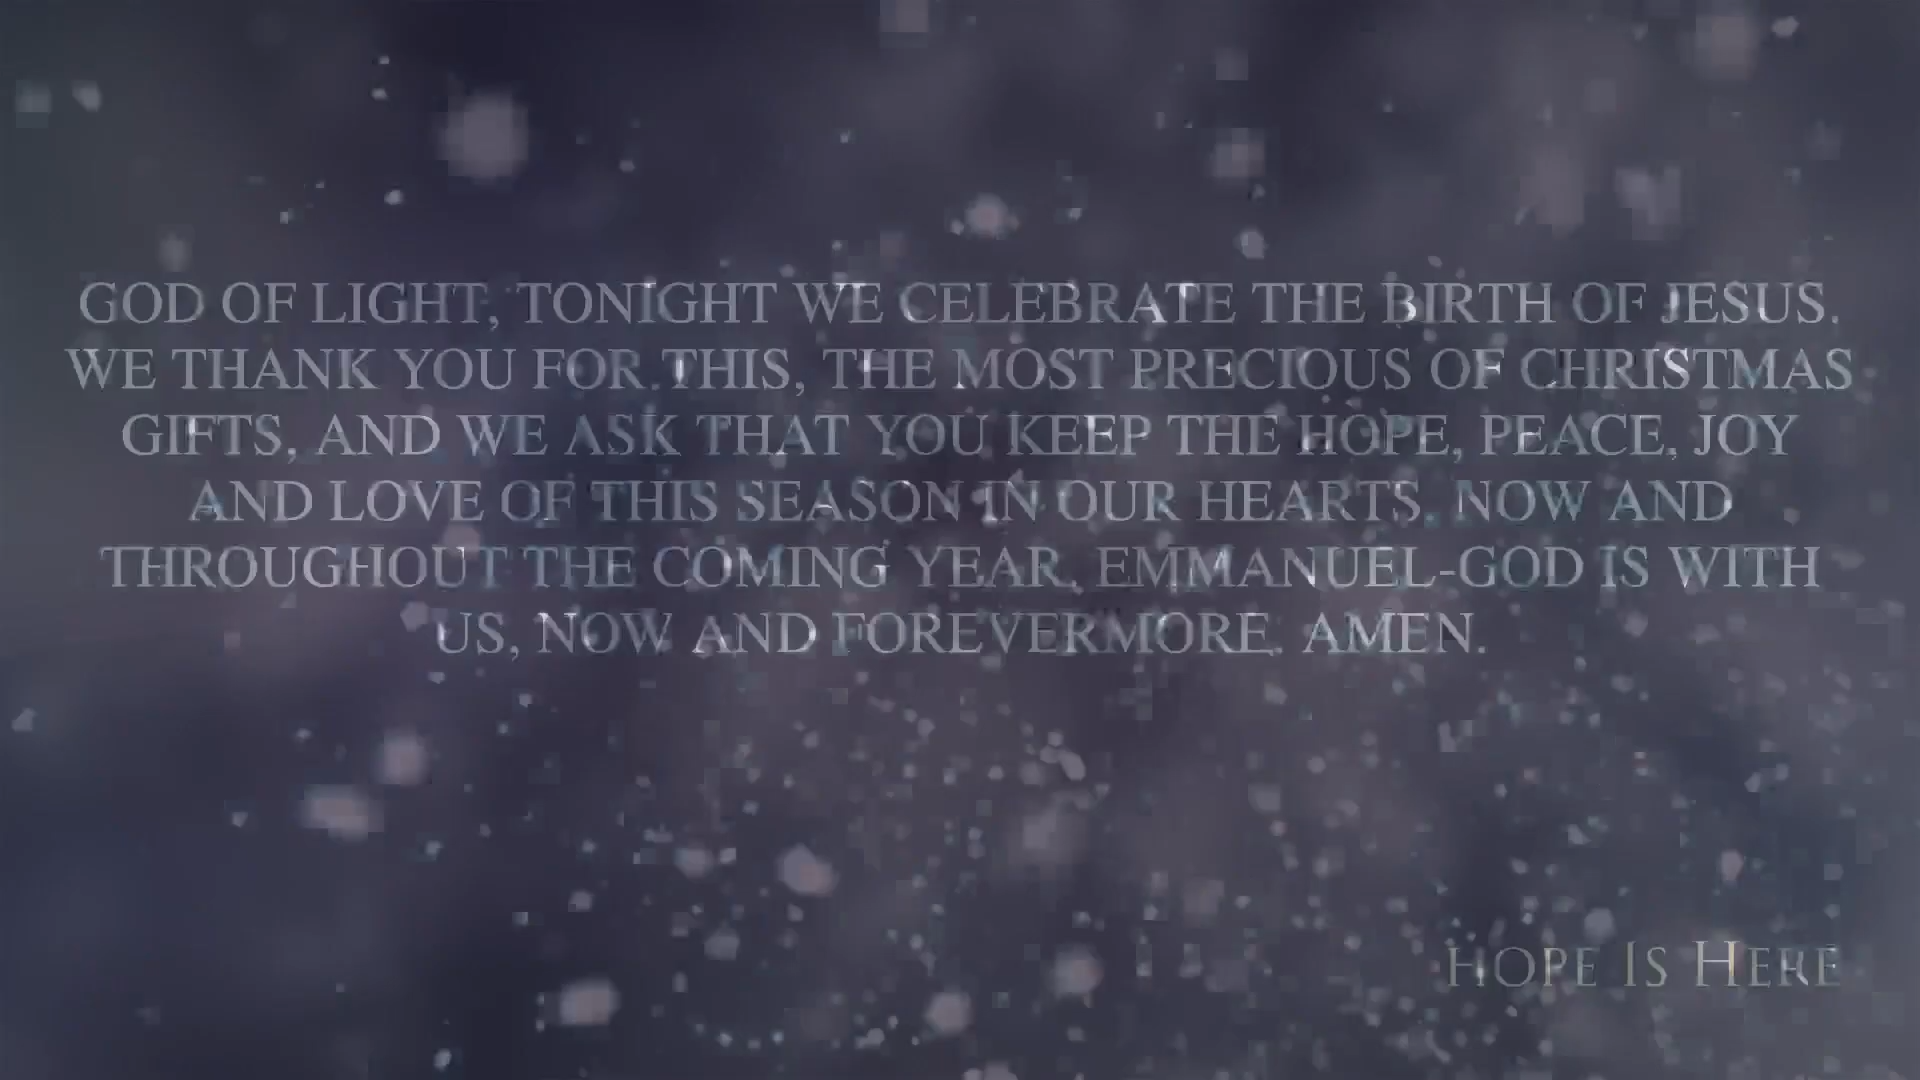 GOD OF LIGHT, TONIGHT WE CELEBRATE THE BIRTH OF JESUS.
WE THANK YOU FOR THIS, THE MOST PRECIOUS OF CHRISTMAS
GIFTS, AND WE ASK THAT YOU KEEP THE HOPE, PEACE, JOY
AND LOVE OF THIS SEASON IN OUR HEARTS. NOW AND
THROUGHOUT THE COMING YEAR. EMMANUEL-GOD IS WITH
US, NOW AND FOREVERMORE. AMEN.
HOPE IS HERE